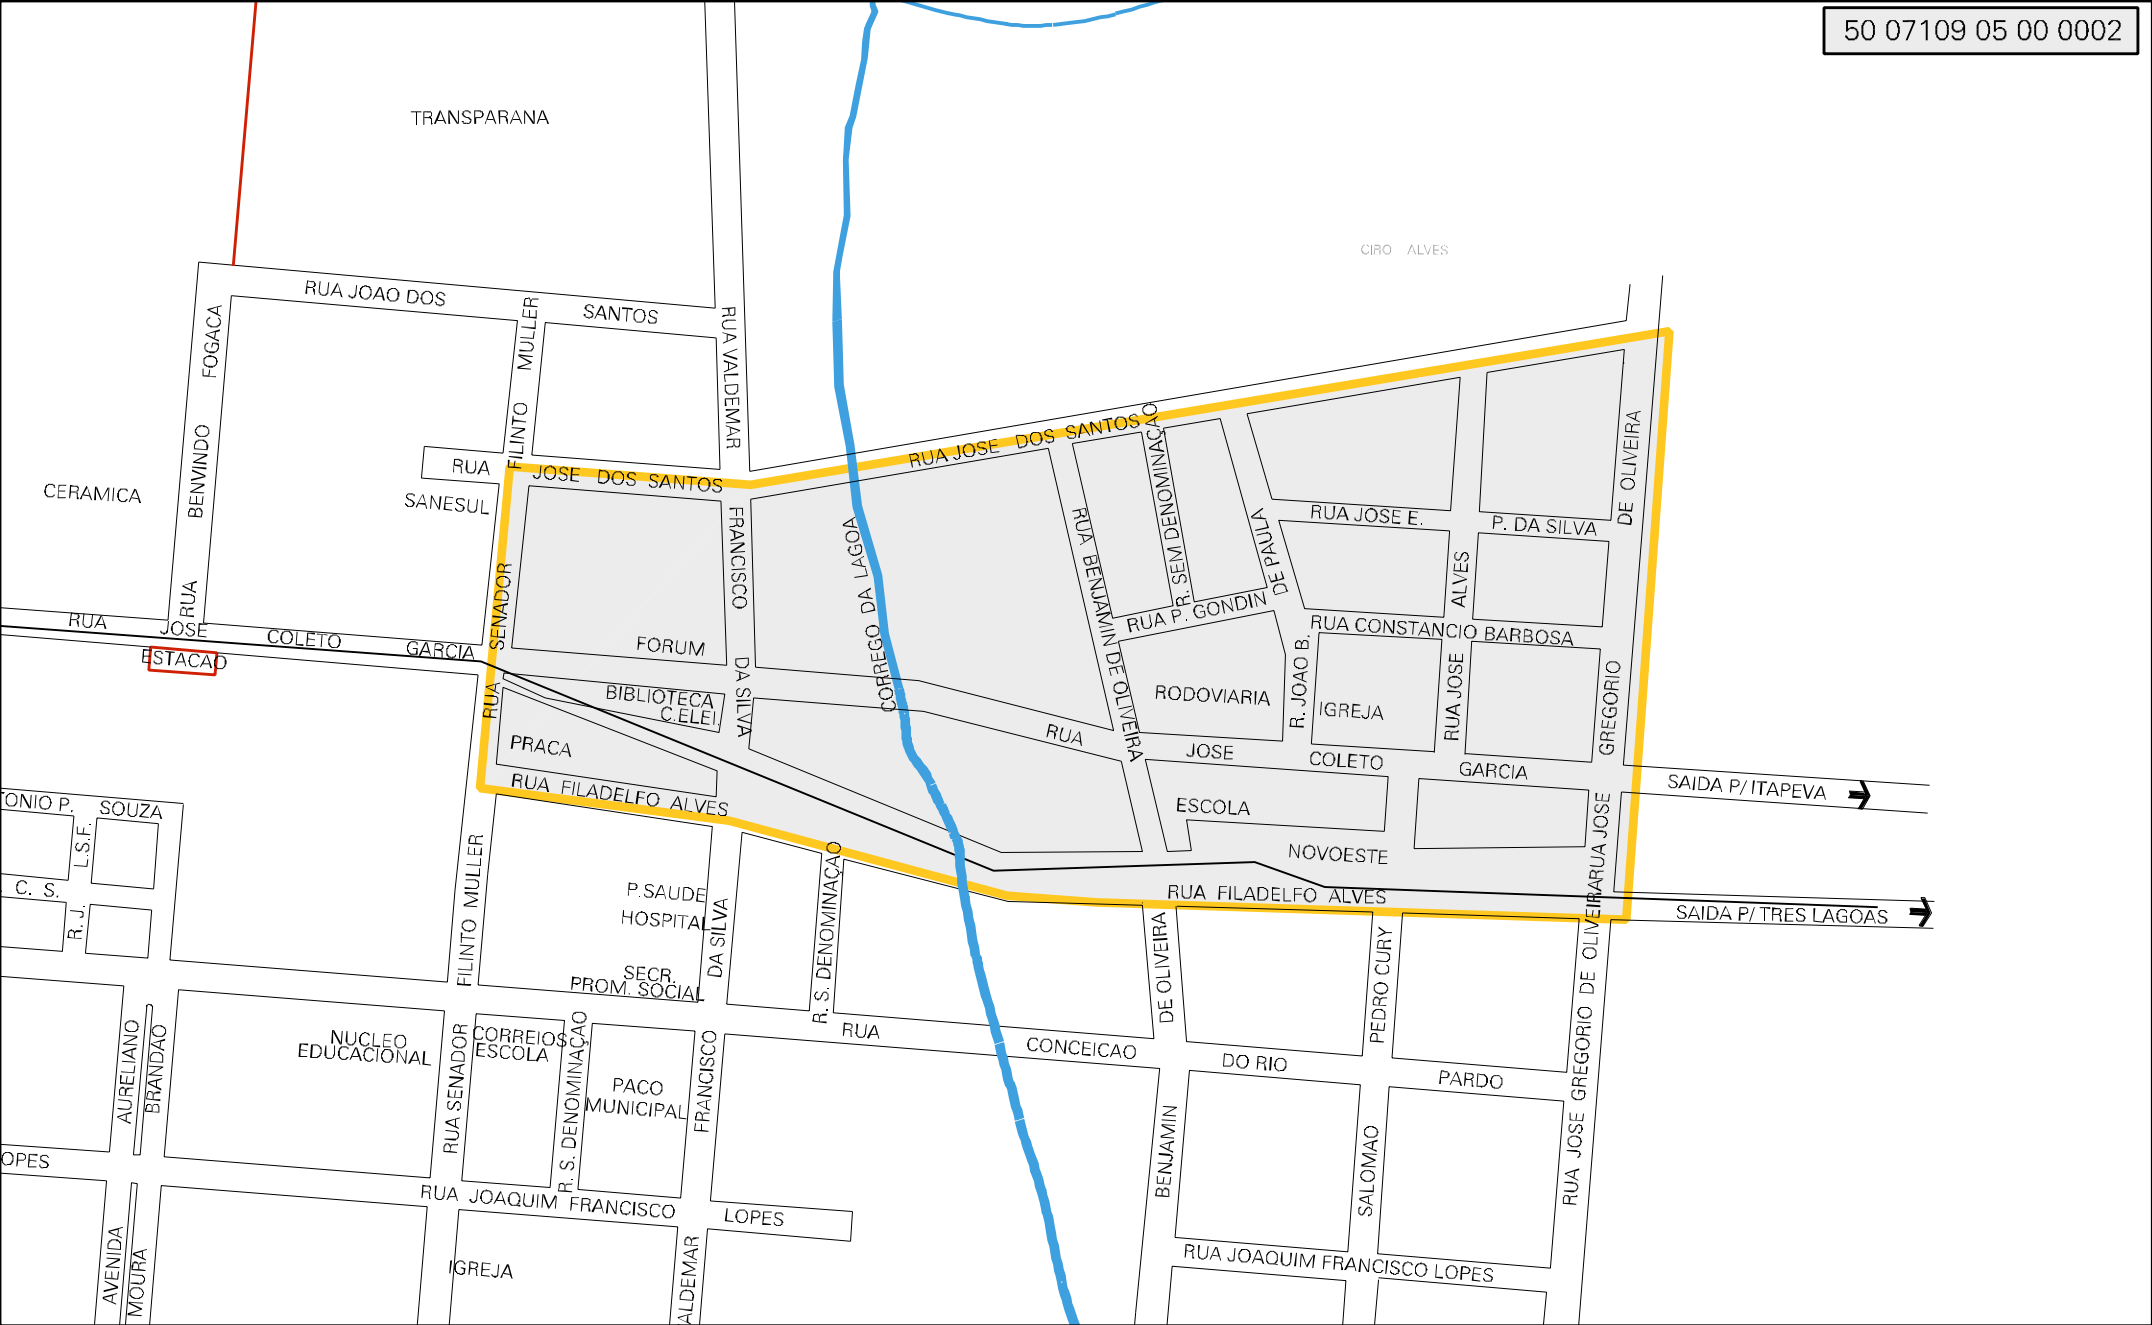 50 07109 05 00 0002
TRANSPARANA
CIRO ALVES
RUA JOAO DOS
SANTOS
FILINTO MULLER
RUA VALDEMAR
RUA BENVINDO FOGACA
CERAMICA
RUA
JOSE DOS SANTOS
SANESUL
RUA JOSE DOS SANTOS
R. SEM DENOMINAÇAO
DE OLIVEIRA
RUA JOSE E.
P. DA SILVA
FRANCISCO
DA SILVA
CORREGO DA LAGOA
RUA BENJAMIN DE OLIVEIRA
DE PAULA
ALVES
RUA SENADOR
RUA P. GONDIN
RUA CONSTANCIO BARBOSA
RUA
JOSE
COLETO
GARCIA
ESTACAO
FORUM
BIBLIOTECA
C.ELEI.
PRACA
RODOVIARIA
R. JOAO B.
IGREJA
RUA JOSE
GREGORIO
RUA
JOSE
COLETO
GARCIA
SAIDA P/ ITAPEVA
RUA FILADELFO ALVES
ESCOLA
NOVOESTE
RUA FILADELFO ALVES
SAIDA P/ TRES LAGOAS
RUA JOSE
TONIO P.
SOUZA
L.S.F.
C. S.
R.J.
FILINTO MULLER
P.SAUDE
HOSPITAL
SECR.
PROM. SOCIAL
DA SILVA
R. S. DENOMINAÇAO
DE OLIVEIRA
PEDRO CURY
RUA JOSE GREGORIO DE OLIVEIRA
AURELIANO
BRANDAO
NUCLEO
EDUCACIONAL
RUA SENADOR
CORREIOS
ESCOLA
R. S. DENOMINAÇAO
PACO
MUNICIPAL
FRANCISCO
RUA
CONCEICAO
DO RIO
PARDO
BENJAMIN
SALOMAO
OPES
RUA JOAQUIM FRANCISCO
LOPES
RUA JOAQUIM FRANCISCO LOPES
AVENIDA
MOURA
IGREJA
ALDEMAR